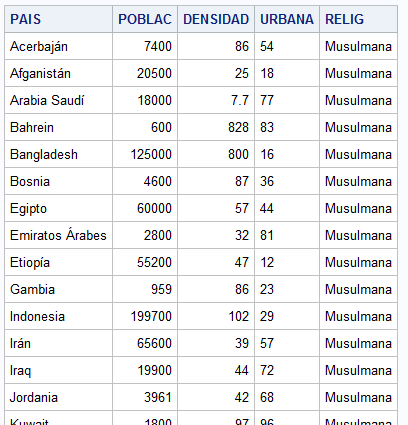 PAIS POBLAC DENSIDAD URBANA RELIG
Acerbaján 7400 86 54 Musulmana
Afganistán 20500 25 18 Musulmana
Arabia Saudí 18000 7.7 77 Musulmana
Bahrein 600 828 83 Musulmana
Bangladesh 125000 800 16 Musulmana
Bosnia 4600 87 36 Musulmana
Egipto 60000 57 44 Musulmana
Emiratos Árabes 2800 32 81 Musulmana
Etiopía 55200 47 12 Musulmana
Gambia 959 86 23 Musulmana
Indonesia 199700 102 29 Musulmana
Irán 65600 39 57 Musulmana
Iraq 19900 44 72 Musulmana
Jordania 3961 42 68 Musulmana
Kuwait 1800 97 96 Musulmana